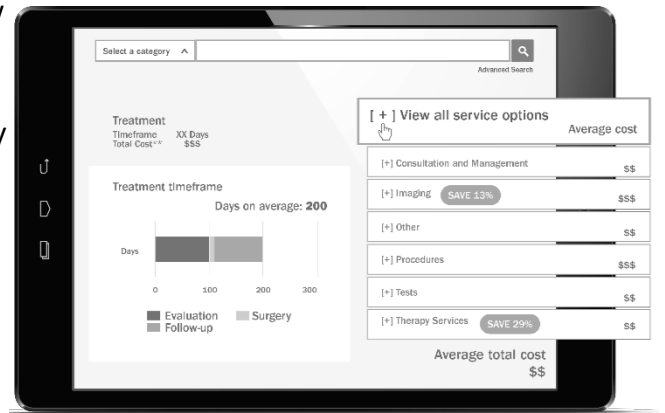 Select a category
Advanced Search
Treatment
Timeframe XX Days
Total Cost** $$$
Treatment timeframe
Days on average: 200
Days
0 100 200 300
Evaluation Surgery
Follow-up
[ + ] View all service options
Average cost
[+] Consultation and Management $$
[+] Imaging SAVE 13% $$$
[+] Other $$
[+] Procedures $$$
[+] Tests $$
[+] Therapy Services SAVE 29% $$
Average total cost
$$